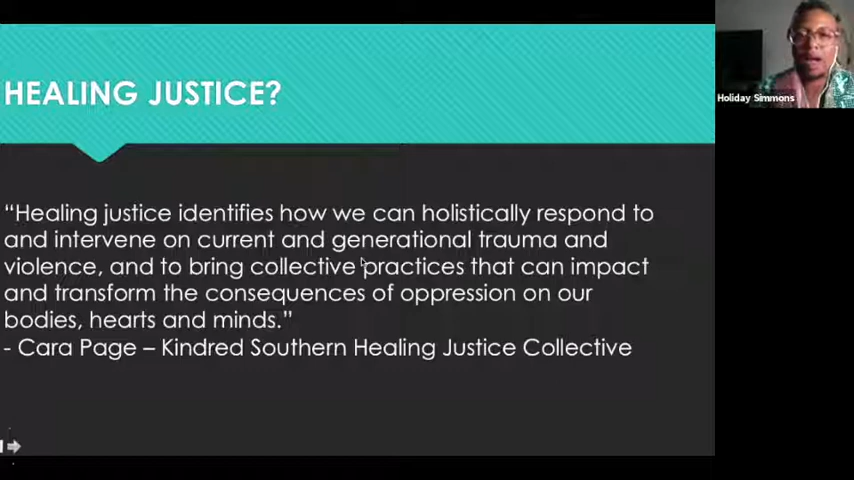 HEALING JUSTICE?
Holiday Simmons
“Healing justice identifies how we can holistically respond to
and intervene on current and generational trauma and
violence, and to bring collective practices that can impact
and transform the consequences of oppression on our
bodies, hearts and minds.”
- Cara Page – Kindred Southern Healing Justice Collective